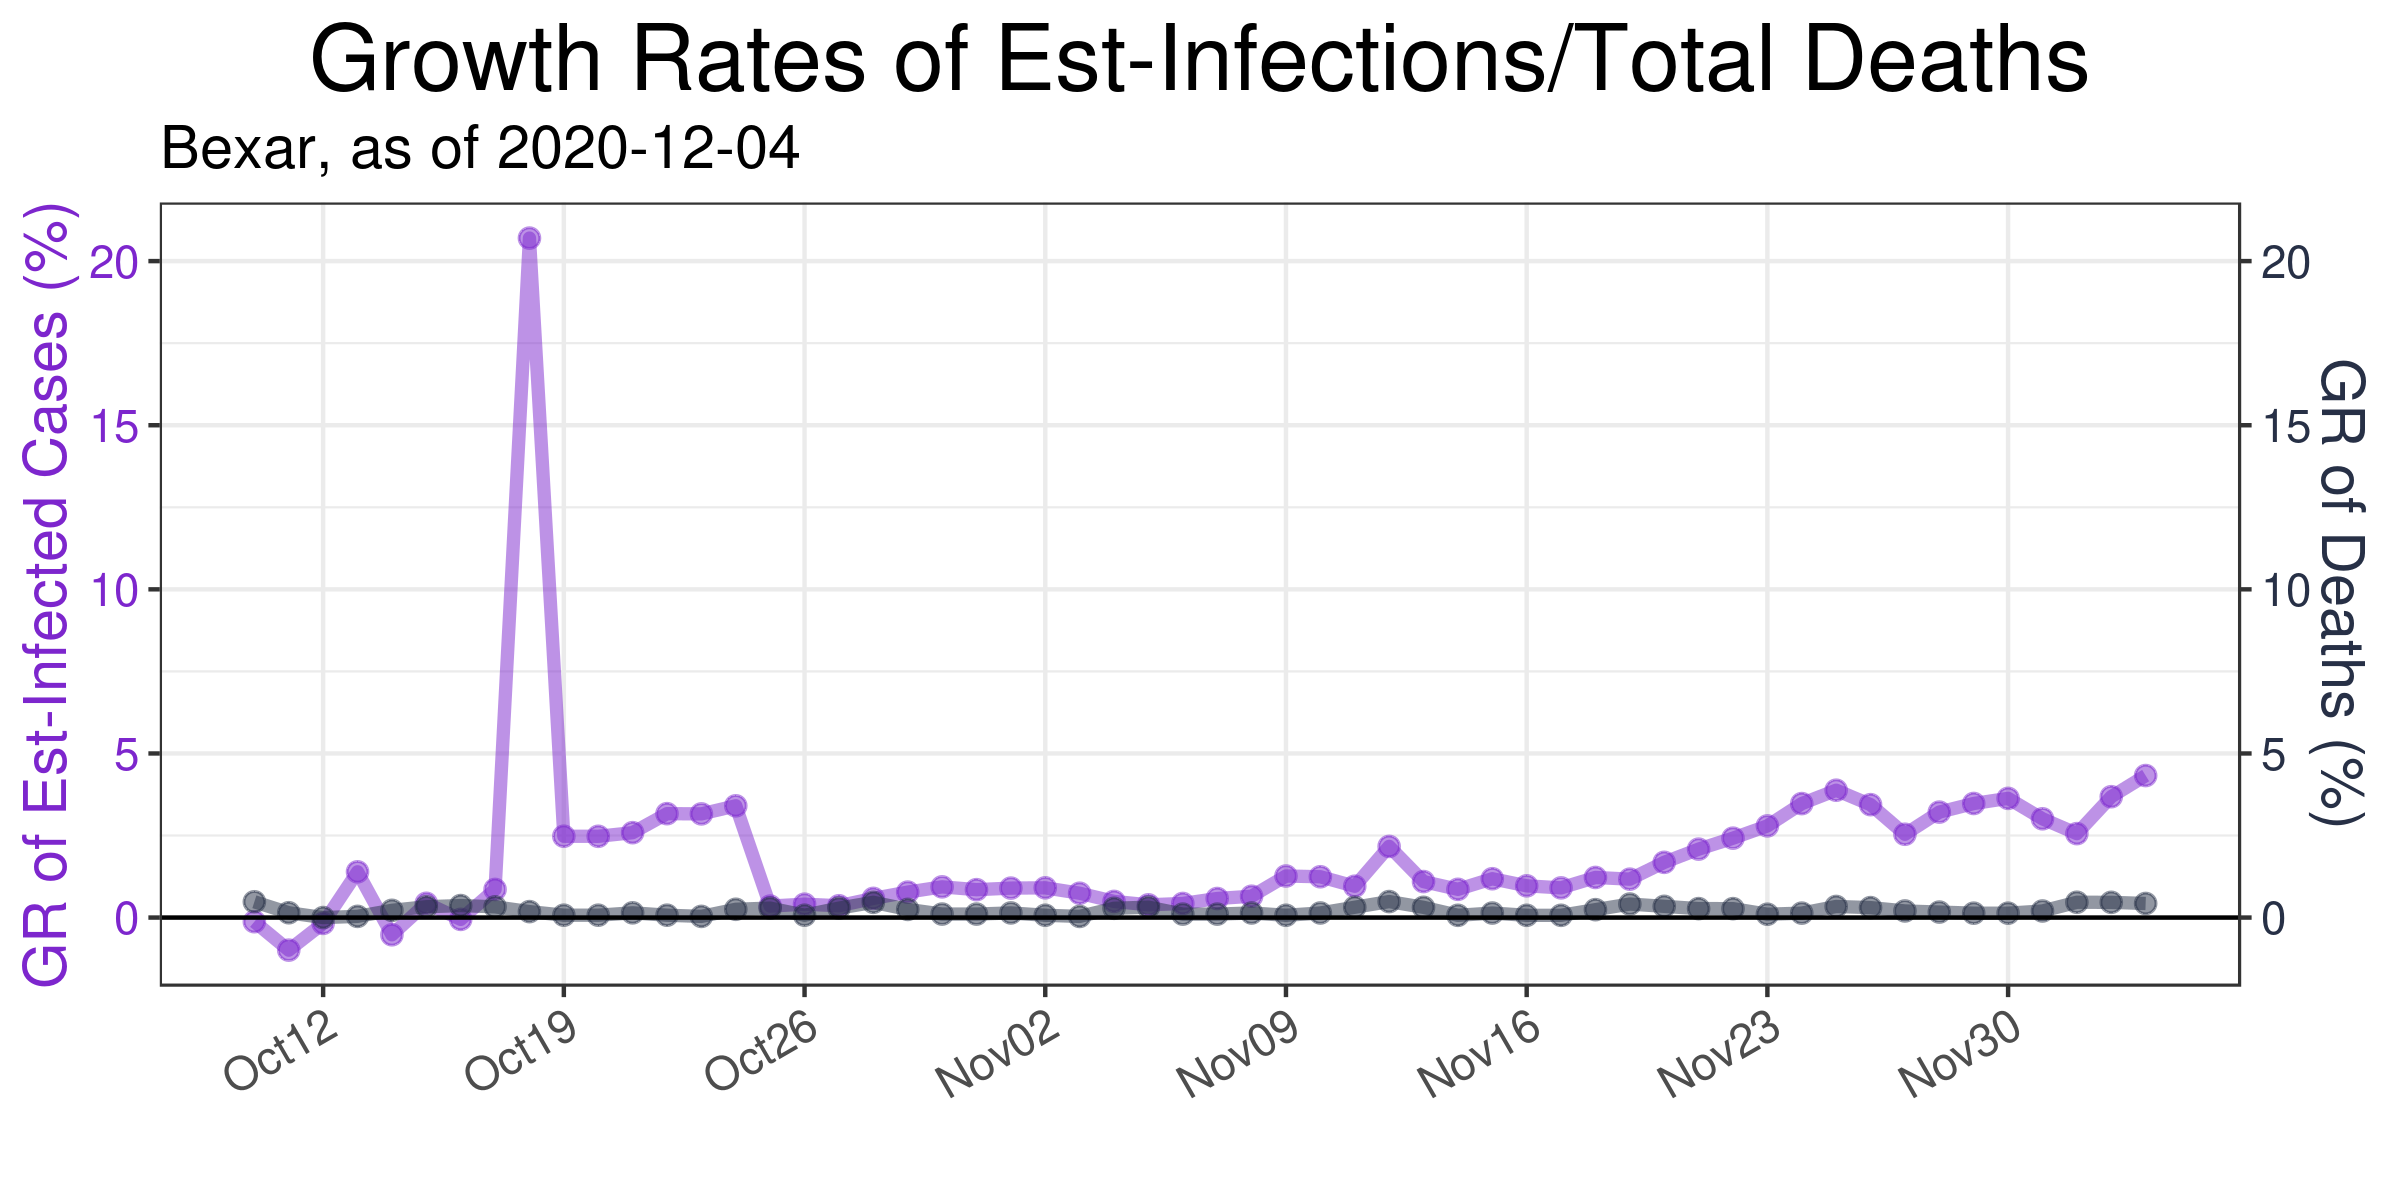 Growth Rates of Est-Infections/Total Deaths
Bexar, as of 2020-12-04
GR of Est-Infected Cases (%)
20
15
10
5
0
20
15
10
5
0
GR of Deaths (%)
Oct12
Oct19
Oct26
Nov02
Nov09
Nov16
Nov23
Nov30